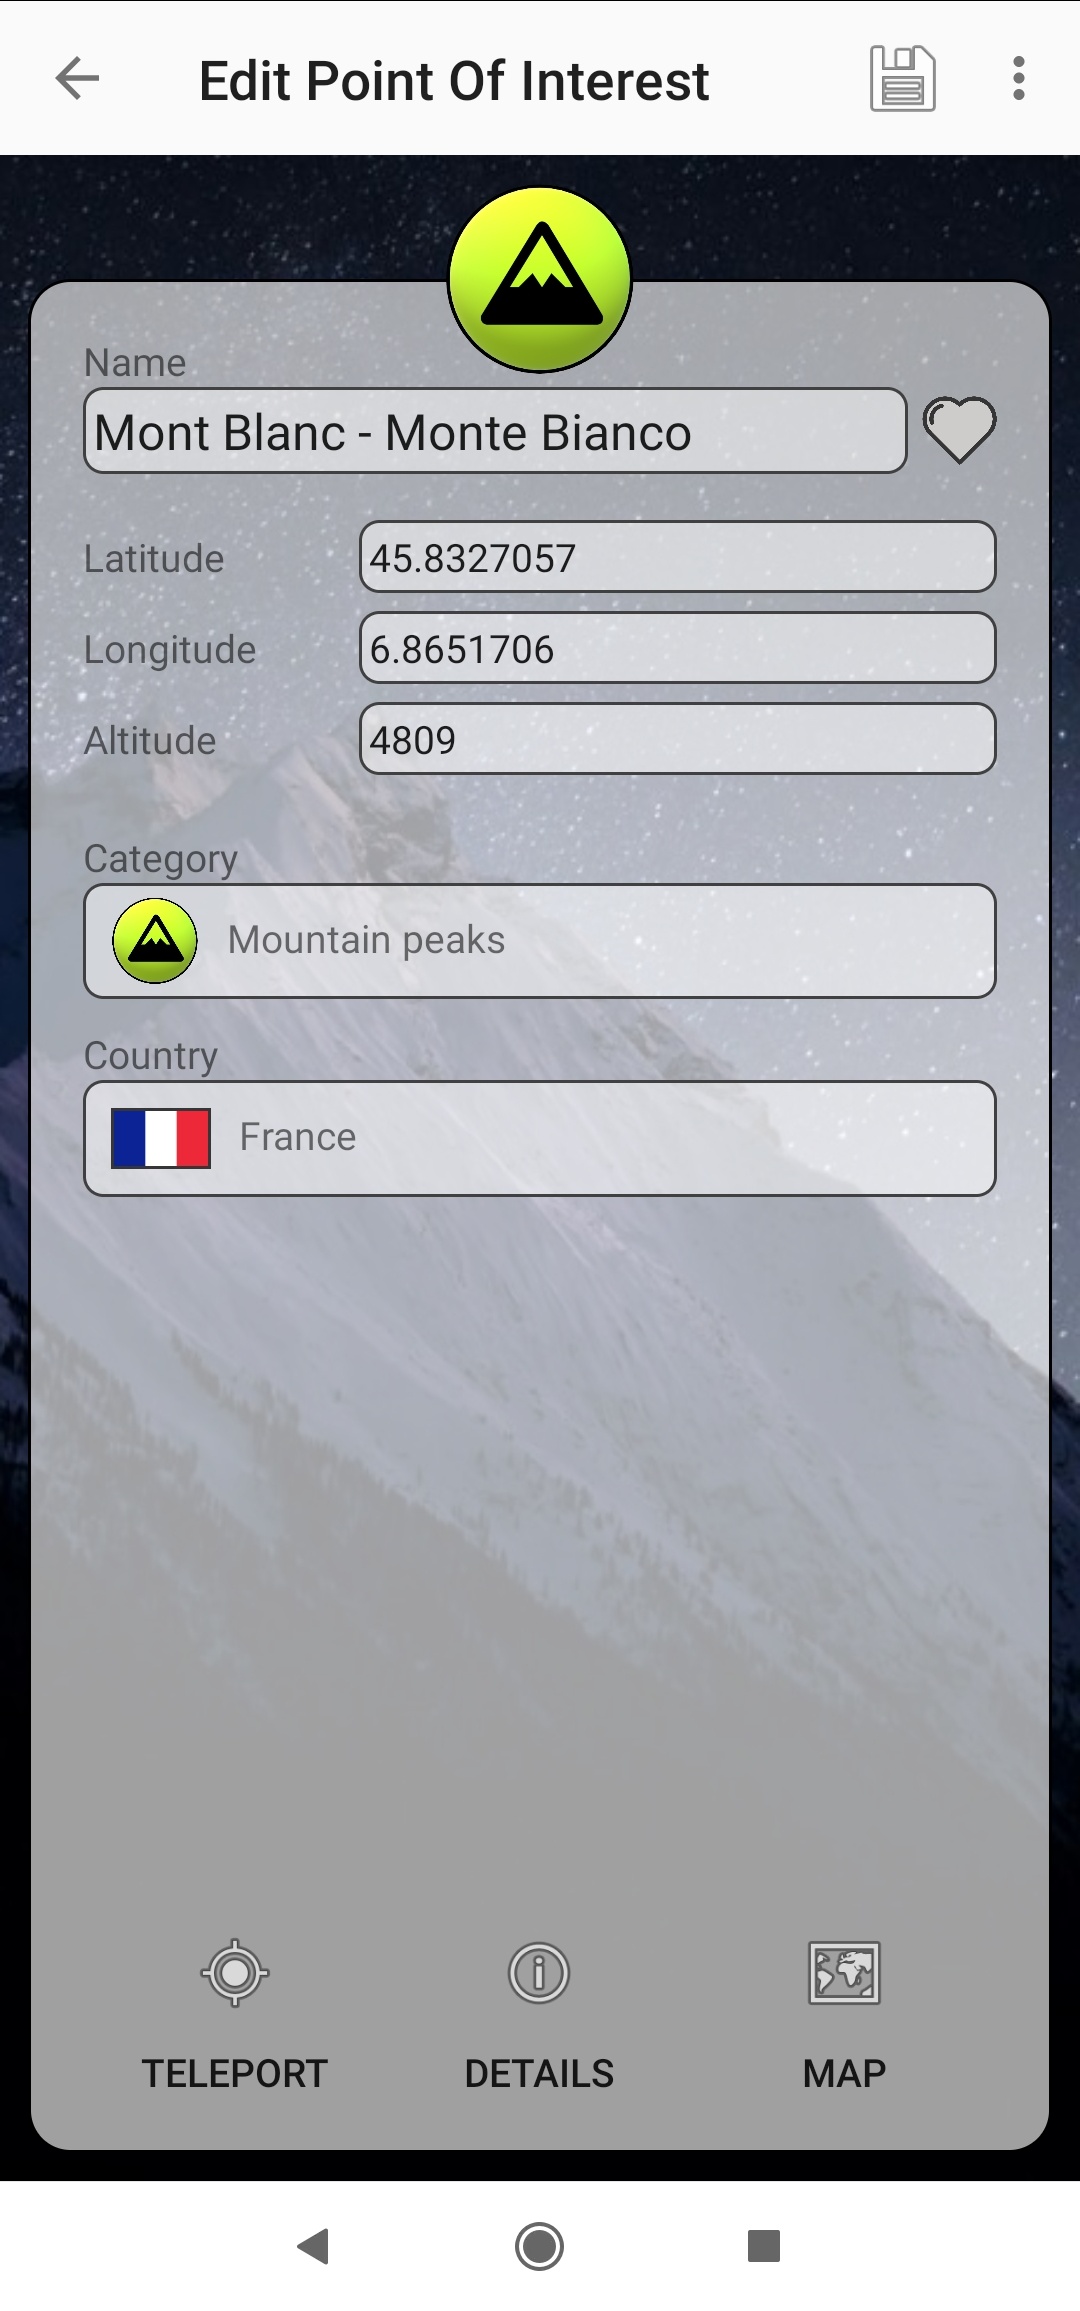 Edit Point Of Interest
Name
Mont Blanc - Monte Bianco
Latitude
45.8327057
Longitude
6.8651706
Altitude
4809
Category
Mountain peaks
Country
France
TELEPORT
DETAILS
MAP